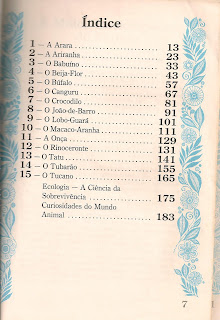 Índice
1 – A Arara 13
2 – A Ariranha 23
3 – O Babuíno 33
4 – O Beija-Flor 43
5 – O Búfalo 57
6 – O Canguru 67
7 – O Crocodilo 81
8 – O João-de-Barro 91
9 – O Lobo-Guará 101
10 – O Macaco-Aranha 111
11 – A Onça 129
12 – O Rinoceronte 131
13 – O Tatu 141
14 – O Tubarão 155
15 – O Tucano 165
Ecologia — A Ciência da
Sobrevivência 175
Curiosidades do Mundo
Animal 183
7